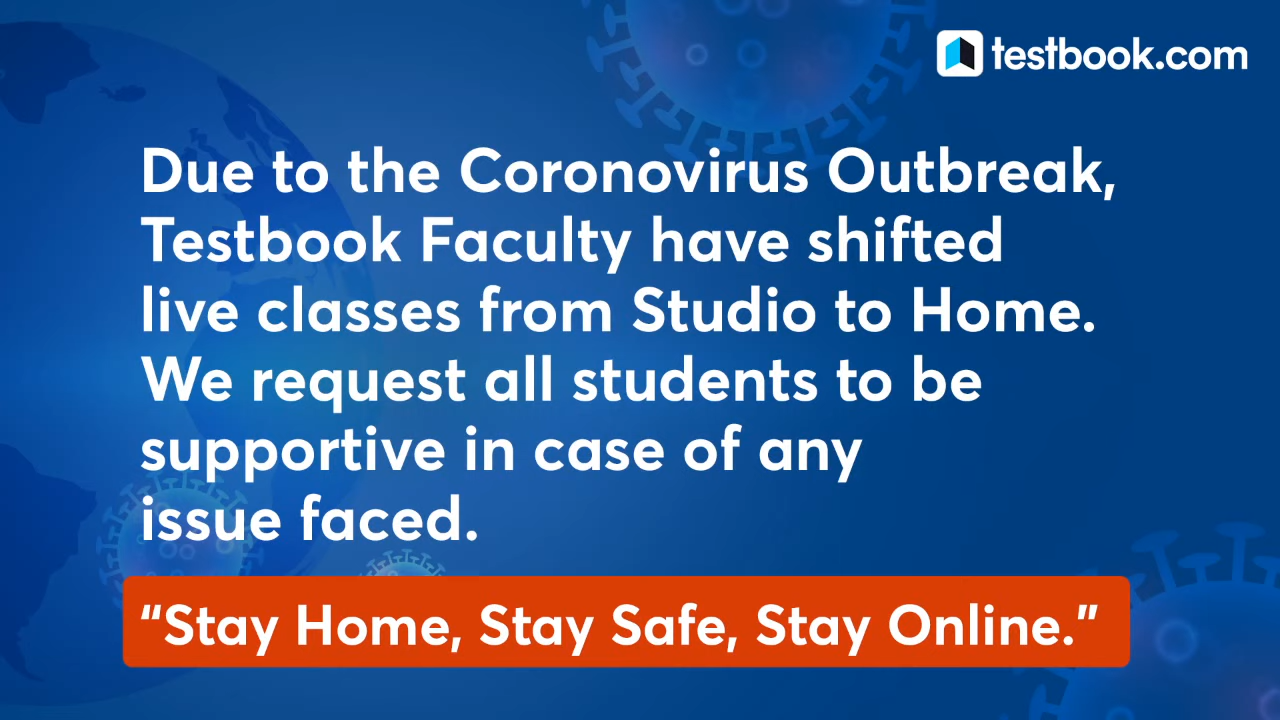 testbook.com
Due to the Coronovirus Outbreak,
Testbook Faculty have shifted
live classes from Studio to Home.
We request all students to be
supportive in case of any
issue faced.
“Stay Home, Stay Safe, Stay Online.”